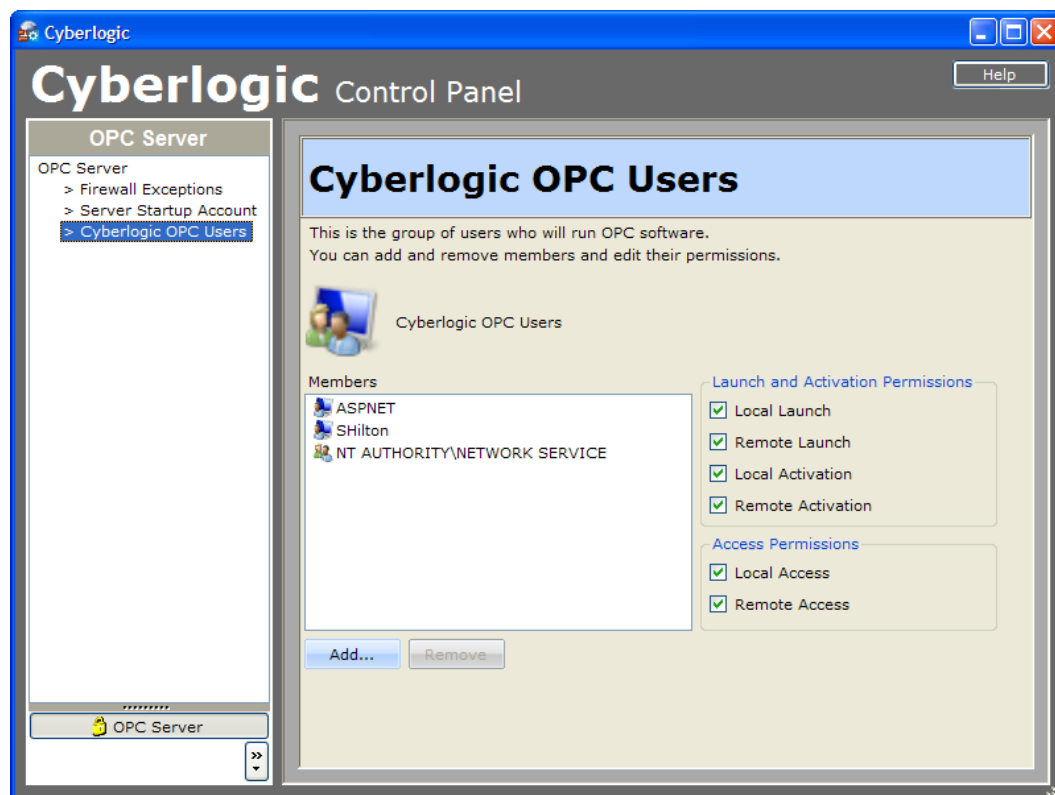 Cyberlogic
Cyberlogic Control Panel
Help
OPC Server
OPC Server
> Firewall Exceptions
> Server Startup Account
> Cyberlogic OPC Users
OPC Server
»
Cyberlogic OPC Users
This is the group of users who will run OPC software.
You can add and remove members and edit their permissions.
Cyberlogic OPC Users
Members
ASPNET
SHilton
NT AUTHORITY\NETWORK SERVICE
Add...
Remove
Launch and Activation Permissions
Local Launch
Remote Launch
Local Activation
Remote Activation
Access Permissions
Local Access
Remote Access